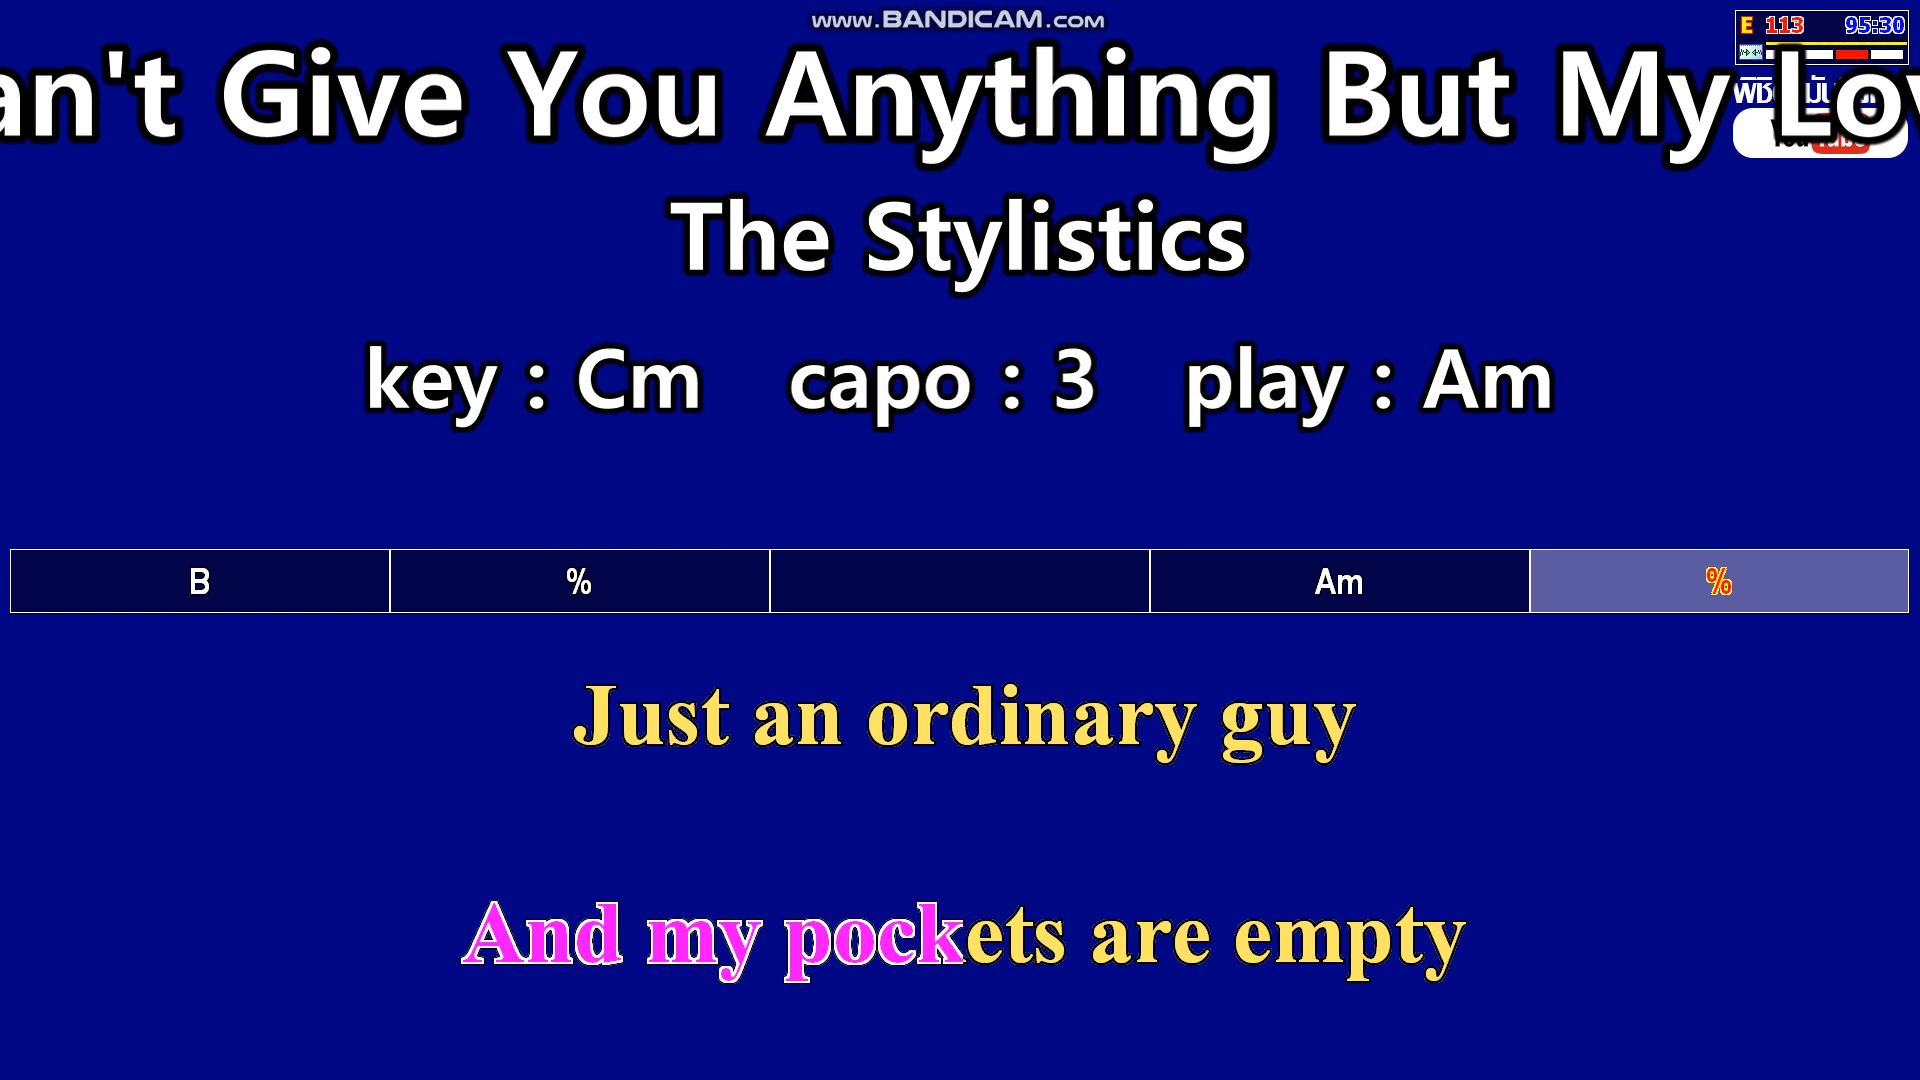 www.BANDICAM.com
E 113 95:30
an't Give You Anything But My Lov
The Stylistics
key : Cm capo : 3 play : Am
B % Am %
Just an ordinary guy
And my pockets are empty